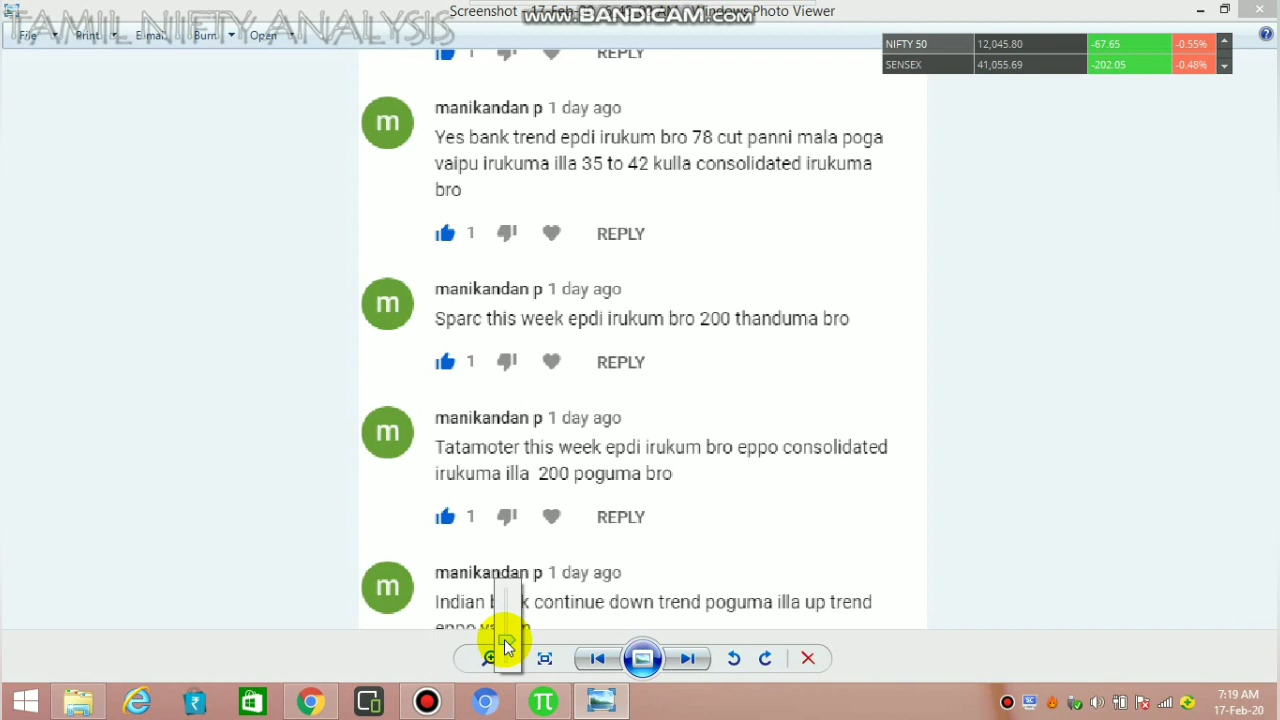 TAMIL NIFTY ANALYSIS
www.BANDICAM.com
Windows Photo Viewer
File Print E-mail Burn Open
NIFTY 50 12,045.80 -67.65 -0.55%
SENSEX 41,055.69 -202.05 -0.48%
1 REPLY
manikandan p 1 day ago
Yes bank trend epdi irukum bro 78 cut panni mala poga
vaipu irukuma illa 35 to 42 kulla consolidated irukuma
bro
1 REPLY
manikandan p 1 day ago
Sparc this week epdi irukum bro 200 thanduma bro
1 REPLY
manikandan p 1 day ago
Tatamoter this week epdi irukum bro eppo consolidated
irukuma illa 200 poguma bro
1 REPLY
manikandan p 1 day ago
Indian continue down trend poguma illa up trend
eppo
7:19 AM
17-Feb-20
m
m
m
m